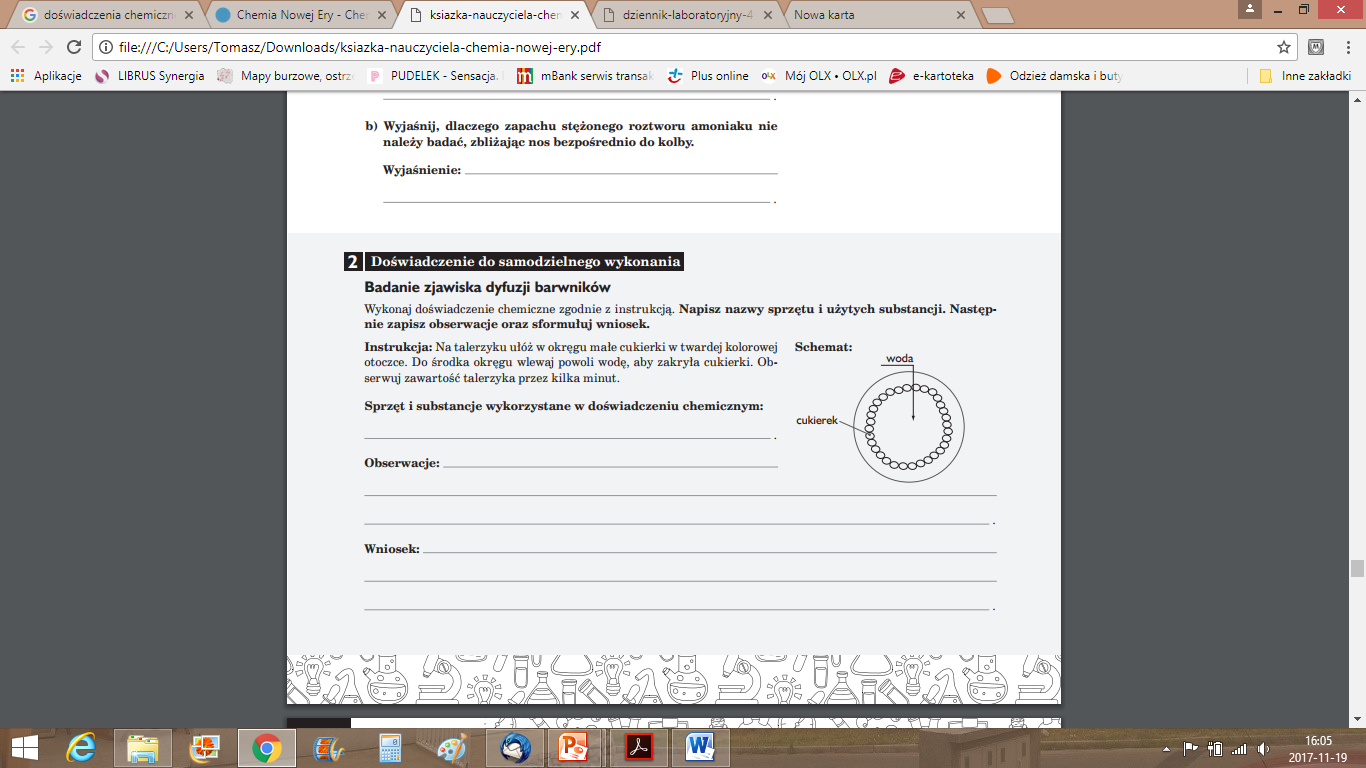 doświadczenia chemiczn
Chemia Nowej Ery - Che
ksiazka-nauczyciela-chem
dziennik-laboratoryjny-4
Nowa karta
file:///C:/Users/Tomasz/Downloads/ksiazka-nauczyciela-chemia-nowej-ery.pdf
Aplikacje
LIBRUS Synergia
Mapy burzowe, ostrze
PUDELEK - Sensacja.
mBank serwis transak
Plus online
Mój OLX • OLX.pl
e-kartoteka
Odzież damska i buty
Inne zakładki
b) Wyjaśnij, dlaczego zapachu stężonego roztworu amoniaku nie
należy badać, zbliżając nos bezpośrednio do kolby.
Wyjaśnienie:
2 Doświadczenie do samodzielnego wykonania
Badanie zjawiska dyfuzji barwników
Wykonaj doświadczenie chemiczne zgodnie z instrukcją. Napisz nazwy sprzętu i użytych substancji. Następ-
nie zapisz obserwacje oraz sformułuj wniosek.
Instrukcja: Na talerzyku ułóż w okręgu małe cukierki w twardej kolorowej
otoczce. Do środka okręgu wlewaj powoli wodę, aby zakryła cukierki. Ob-
serwuj zawartość talerzyka przez kilka minut.
Schemat:
woda
cukierek
Sprzęt i substancje wykorzystane w doświadczeniu chemicznym:
Obserwacje:
Wniosek:
16:05
2017-11-19